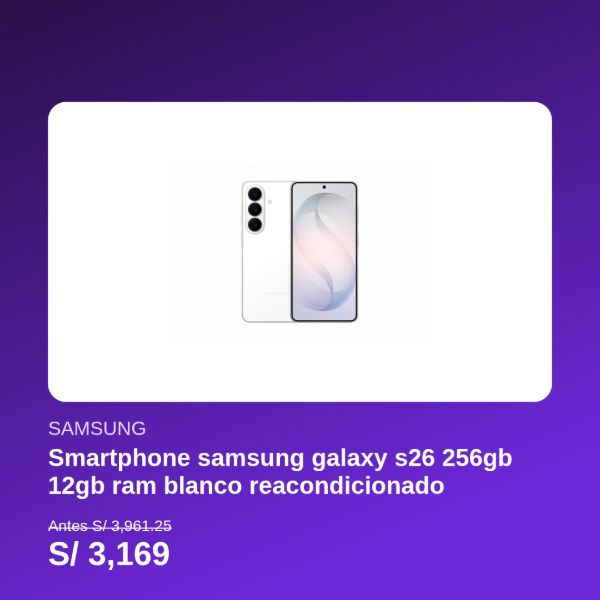 SAMSUNG
Smartphone samsung galaxy s26 256gb
12gb ram blanco reacondicionado
Antes S/ 3,961.25
S/ 3,169